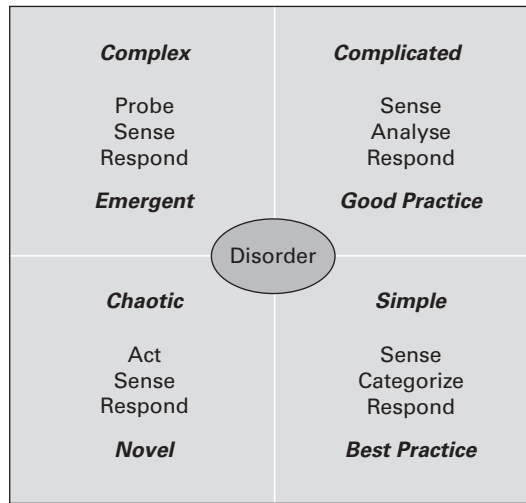 Complex
Probe
Sense
Respond
Emergent
Complicated
Sense
Analyse
Respond
Good Practice
Disorder
Chaotic
Act
Sense
Respond
Novel
Simple
Sense
Categorize
Respond
Best Practice